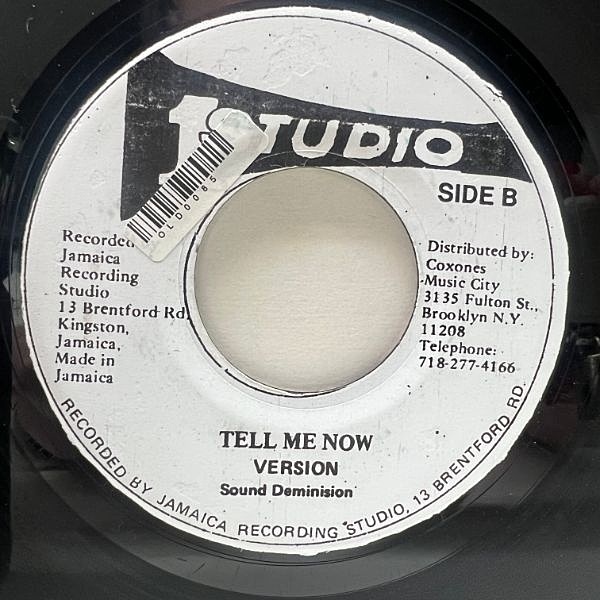 1 STUDIO
SIDE B
OLD0085
Recorded
Jamaica
Recording
Studio
13 Brentford Rd
Kingston,
Jamaica,
Made in
Jamaica
Distributed by:
Coxones
Music City
3135 Fulton St.,
Brooklyn N.Y.
11208
Telephone:
718-277-4166
TELL ME NOW
VERSION
Sound Deminision
RECORDED BY JAMAICA RECORDING STUDIO, 13 BRENTFORD RD.